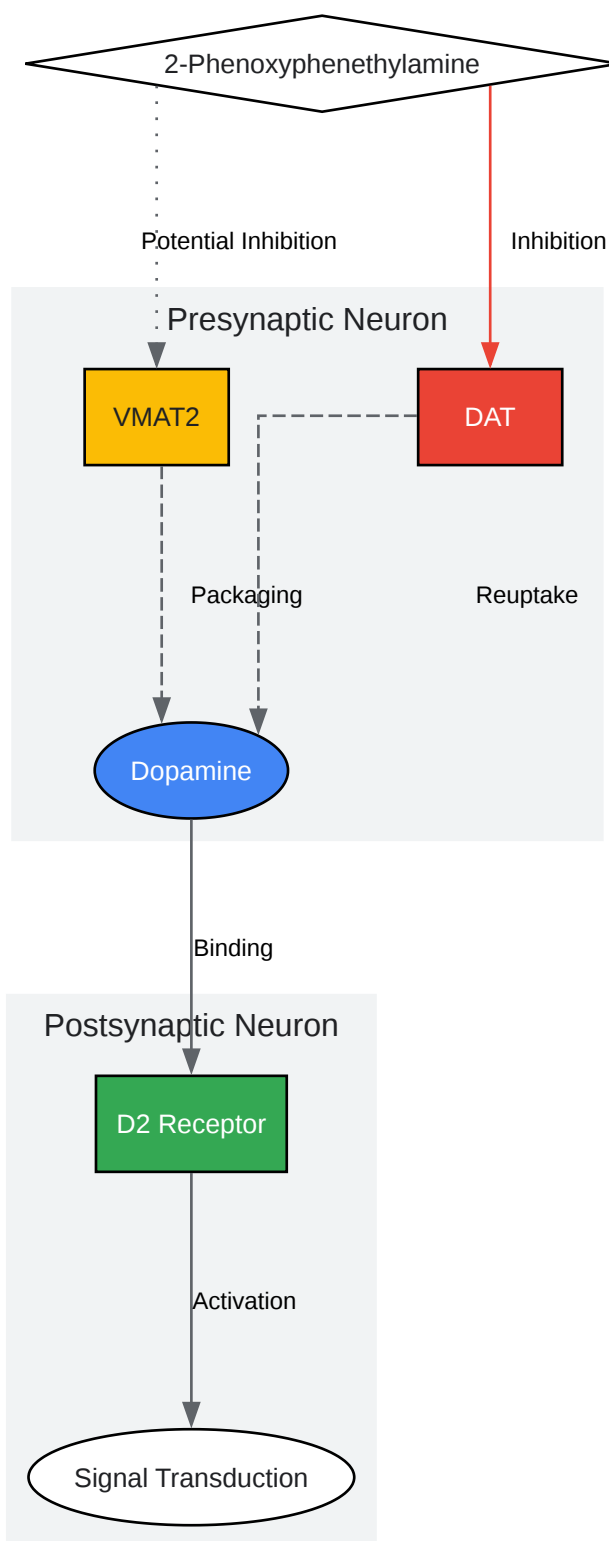 2-Phenoxyphenethylamine
Potential Inhibition
Inhibition
Presynaptic Neuron
VMAT2
DAT
Packaging
Reuptake
Dopamine
Binding
Postsynaptic Neuron
D2 Receptor
Activation
Signal Transduction